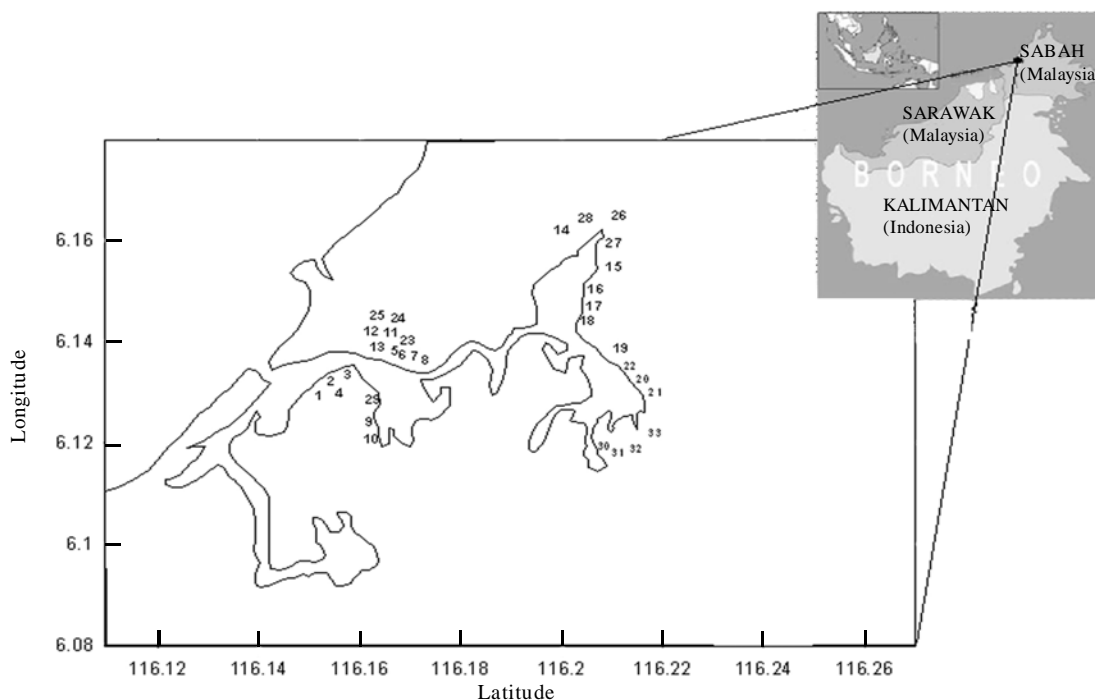 SABAH
(Malaysia
SARAWAK
(Malaysia)
BORNEO
KALIMANTAN
(Indonesia)
Longitude
6.16
6.14
6.12
6.1
6.08
28 26
14
27
15
16
17
18
25 24
12 11 23
13 5 6 7 8
19
22
20
21
3
2
1 4
29
9
10
33
30 31 32
116.12 116.14 116.16 116.18 116.2 116.22 116.24 116.26
Latitude